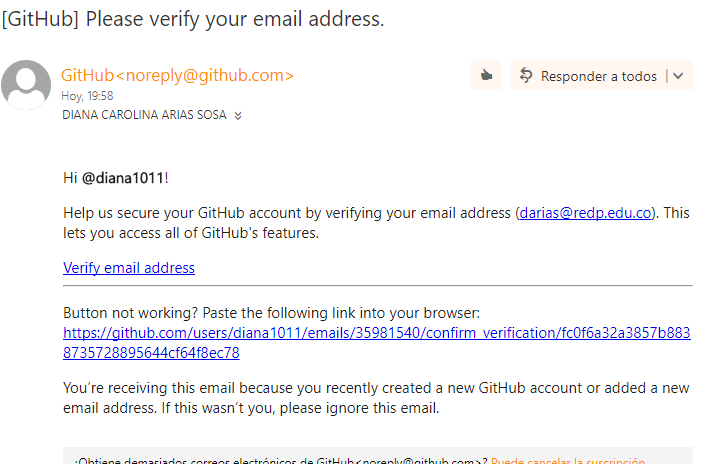 [GitHub] Please verify your email address.
GitHub<noreply@github.com>
Responder a todos
Hoy, 19:58
DIANA CAROLINA ARIAS SOSA
Hi @diana1011!
Help us secure your GitHub account by verifying your email address (darias@redp.edu.co). This
lets you access all of GitHub's features.
Verify email address
Button not working? Paste the following link into your browser:
https://github.com/users/diana1011/emails/35981540/confirm_verification/fc0f6a32a3857b883
8735728895644cf64f8ec78
You’re receiving this email because you recently created a new GitHub account or added a new
email address. If this wasn’t you, please ignore this email.
¿Obtiene demasiados correos electrónicos de GitHub<noreply@github.com>? Puede cancelar la suscripción